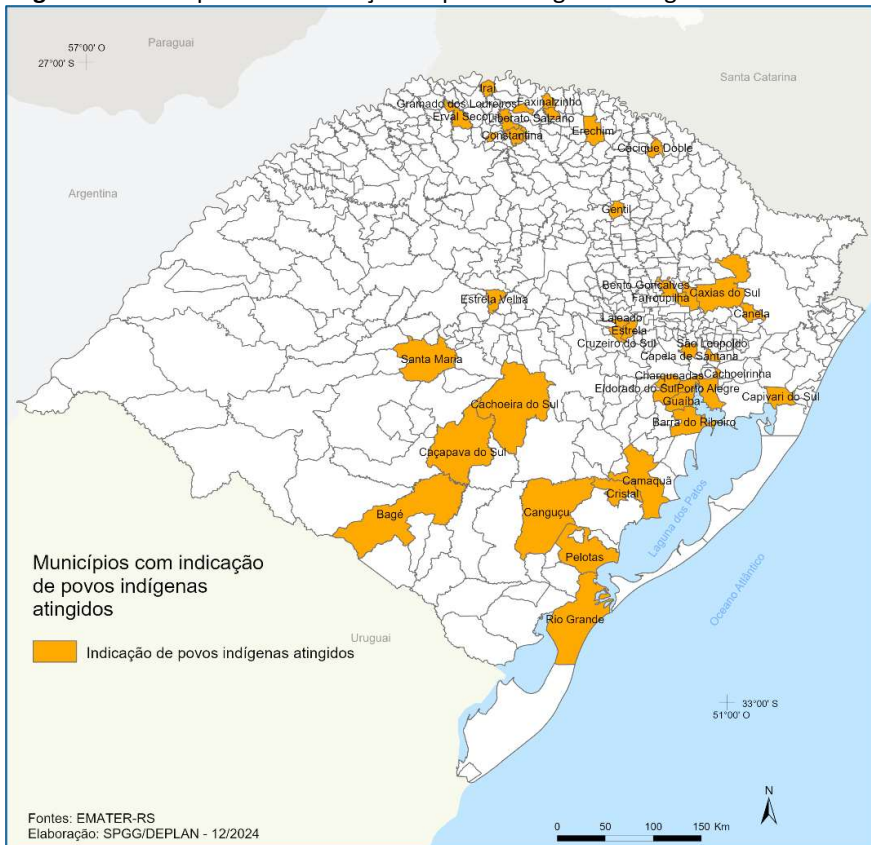 Paraguai
57°00' O
27°00' S
Santa Catarina
Argentina
Iraí
Gramado dos Loureiros
Faxinalzinho
Erval Seco
Liberato Salzano
Constantina
Erechim
Cacique Doble
Gentil
Bento Gonçalves
Caxias do Sul
Farroupilha
Estrela Velha
Canela
Lajeado
Estrela
Cruzeiro do Sul
São Leopoldo
Capela de Santana
Santa Maria
Charqueadas
Cachoeirinha
Eldorado do Sul
Porto Alegre
Guaíba
Capivari do Sul
Cachoeira do Sul
Barra do Ribeiro
Caçapava do Sul
Camaquã
Cristal
Canguçu
Bagé
Laguna dos Patos
Pelotas
Oceano Atlântico
Municípios com indicação
de povos indígenas
atingidos
Rio Grande
Uruguai
Indicação de povos indígenas atingidos
33°00' S
51°00' O
N
Fontes: EMATER-RS
Elaboração: SPGG/DEPLAN - 12/2024
0 50 100 150 Km